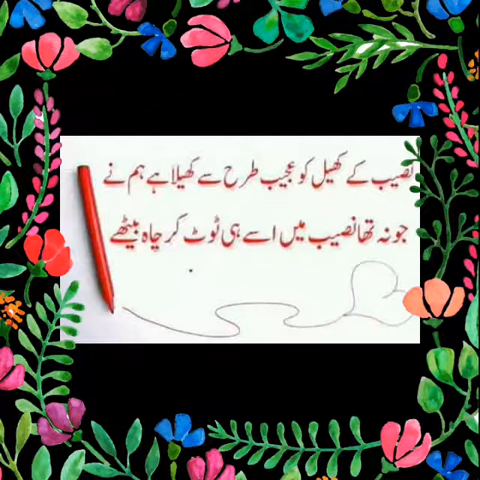 نصیب کے کھیل کو عجیب طرح سے کھیلا ہے ہم نے
جو نہ تھا نصیب میں اسے ہی ٹوٹ کر چاہ بیٹھے